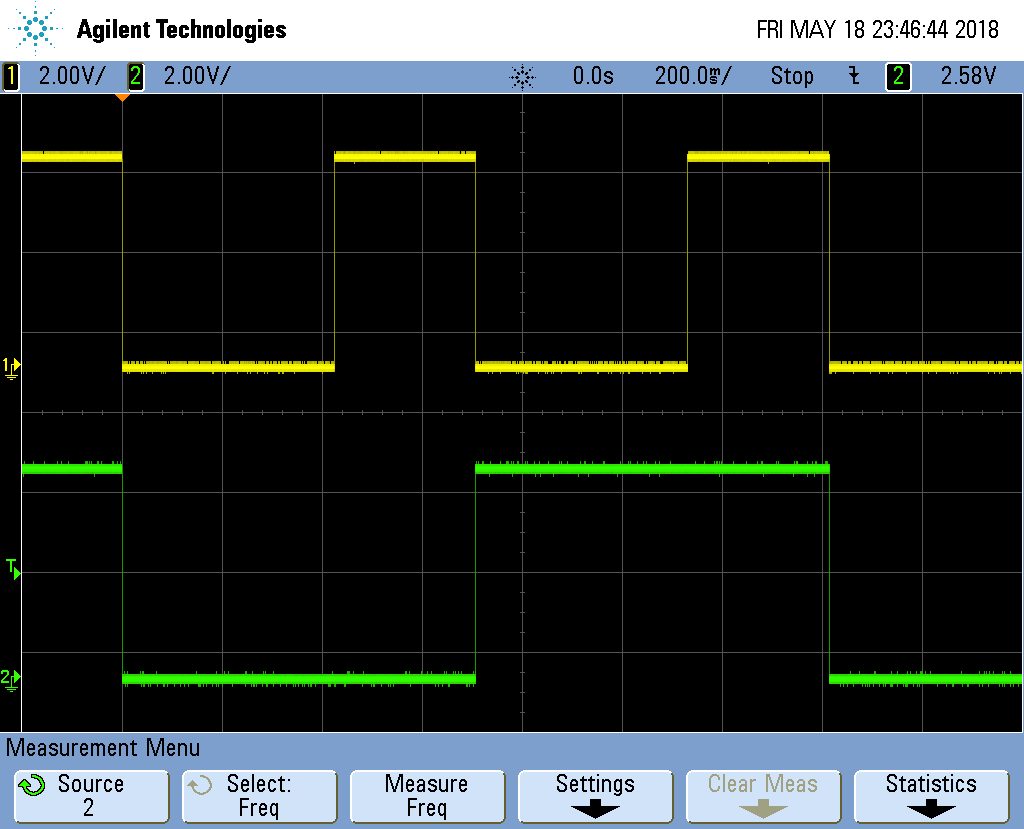 Agilent Technologies FRI MAY 18 23:46:44 2018
1 2.00V/ 2 2.00V/ 0.0s 200.0ms/ Stop 2 2.58V
1
T
2
Measurement Menu
Source
2
Select:
Freq
Measure
Freq
Settings
Clear Meas
Statistics